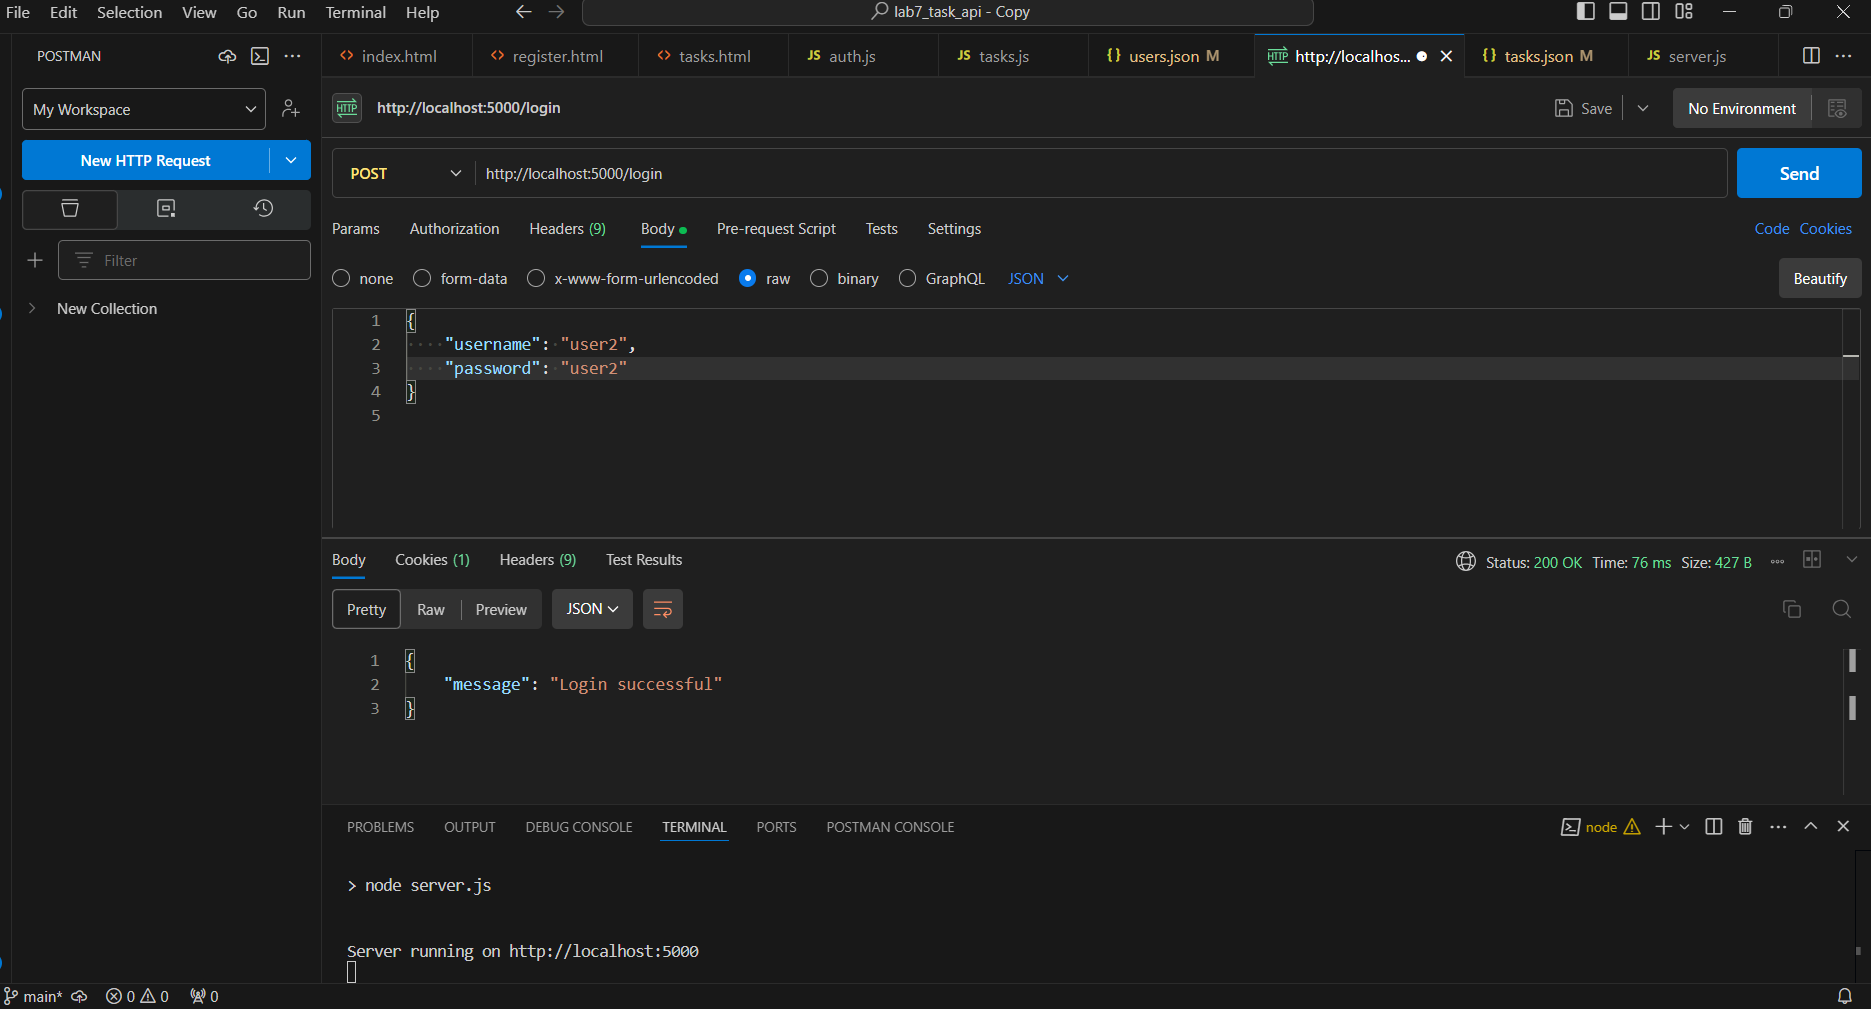 File Edit Selection View Go Run Terminal Help
lab7_task_api - Copy
POSTMAN
index.html
register.html
tasks.html
JS auth.js
JS tasks.js
{} users.json M
HTTP http://localhos...
{} tasks.json M
JS server.js
My Workspace
HTTP http://localhost:5000/login
Save
No Environment
New HTTP Request
POST
http://localhost:5000/login
Send
Params Authorization Headers (9) Body Pre-request Script Tests Settings
Code Cookies
Filter
none form-data x-www-form-urlencoded raw binary GraphQL JSON
Beautify
New Collection
1 {
2 ····"username":·"user2",
3 ····"password":·"user2"
4 }
5
Body Cookies (1) Headers (9) Test Results
Status: 200 OK Time: 76 ms Size: 427 B
Pretty Raw Preview JSON
1 {
2 "message": "Login successful"
3 }
PROBLEMS OUTPUT DEBUG CONSOLE TERMINAL PORTS POSTMAN CONSOLE
node
> node server.js
Server running on http://localhost:5000
main* 0 0 0